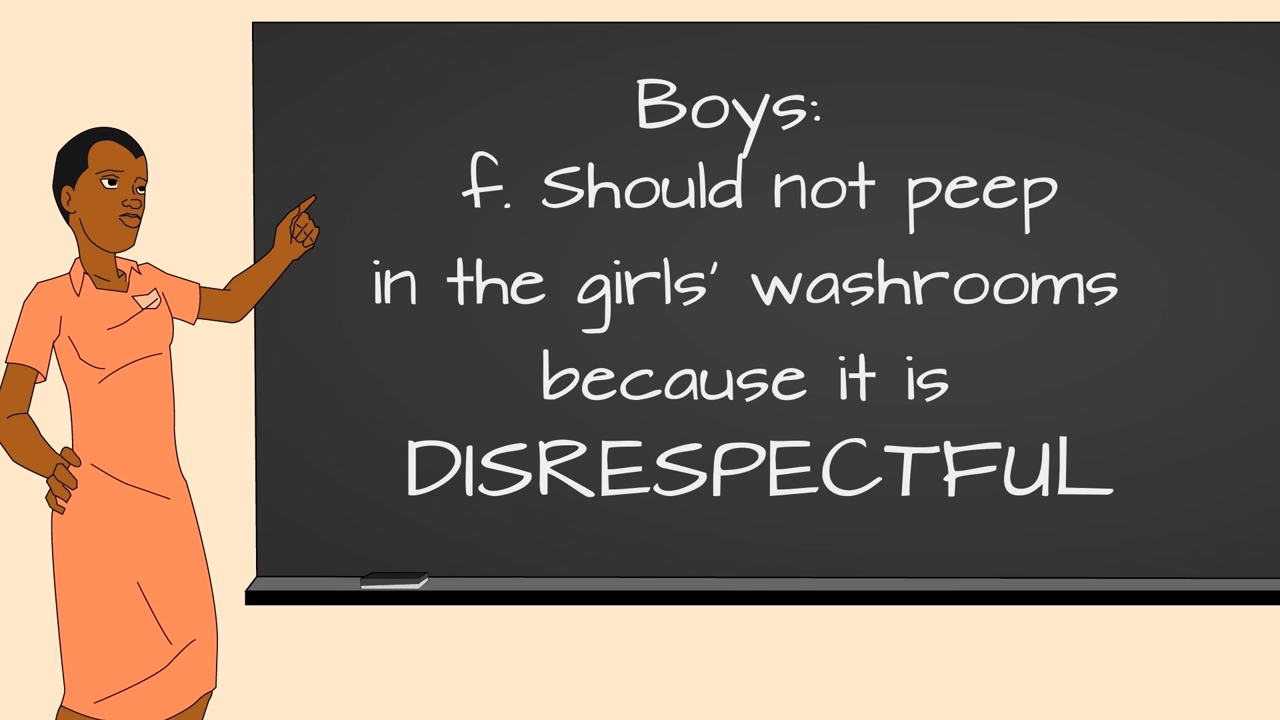 Boys:
f. Should not peep
in the girls' washrooms
because it is
DISRESPECTFUL